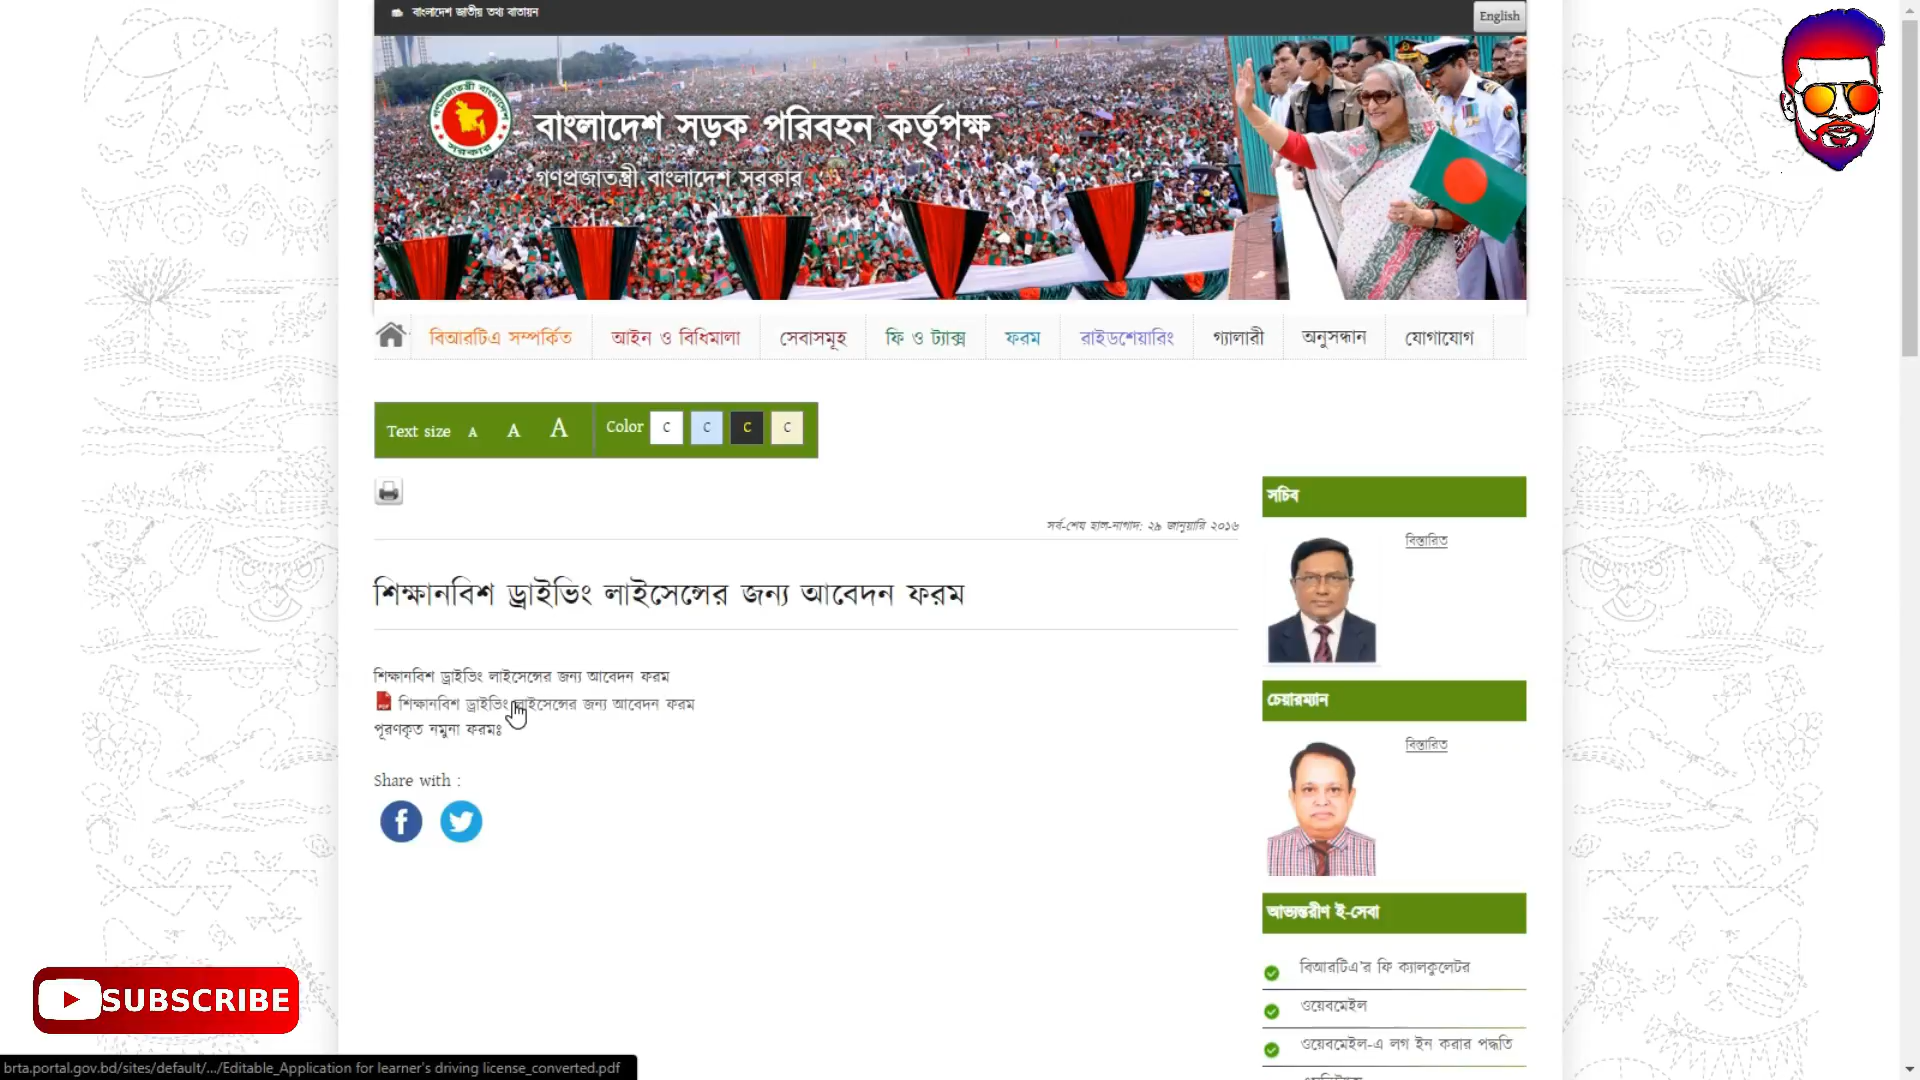 বাংলাদেশ জাতীয় তথ্য বাতায়ন
English
বাংলাদেশ সড়ক পরিবহন কর্তৃপক্ষ
গণপ্রজাতন্ত্রী বাংলাদেশ সরকার
বিআরটিএ সম্পর্কিত আইন ও বিধিমালা সেবাসমূহ ফি ও ট্যাক্স ফরম রাইডশেয়ারিং গ্যালারী অনুসন্ধান যোগাযোগ
Text size A A A Color C C C C
সর্ব-শেষ হাল-নাগাদ: ২৯ জানুয়ারি ২০১৬
শিক্ষানবিশ ড্রাইভিং লাইসেন্সের জন্য আবেদন ফরম
শিক্ষানবিশ ড্রাইভিং লাইসেন্সের জন্য আবেদন ফরম
শিক্ষানবিশ ড্রাইভিং লাইসেন্সের জন্য আবেদন ফরম
পূরণকৃত নমুনা ফরমঃ
Share with :
সচিব
বিস্তারিত
চেয়ারম্যান
বিস্তারিত
আভ্যন্তরীণ ই-সেবা
বিআরটিএ'র ফি ক্যালকুলেটর
ওয়েবমেইল
ওয়েবমেইল-এ লগ ইন করার পদ্ধতি
SUBSCRIBE
brta.portal.gov.bd/sites/default/.../Editable_Application for learner's driving license_converted.pdf